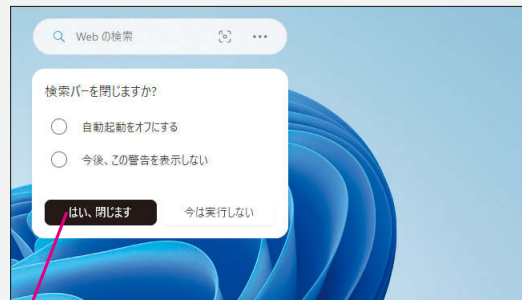 Web の検索
検索バーを閉じますか?
自動起動をオフにする
今後、この警告を表示しない
はい、閉じます
今は実行しない